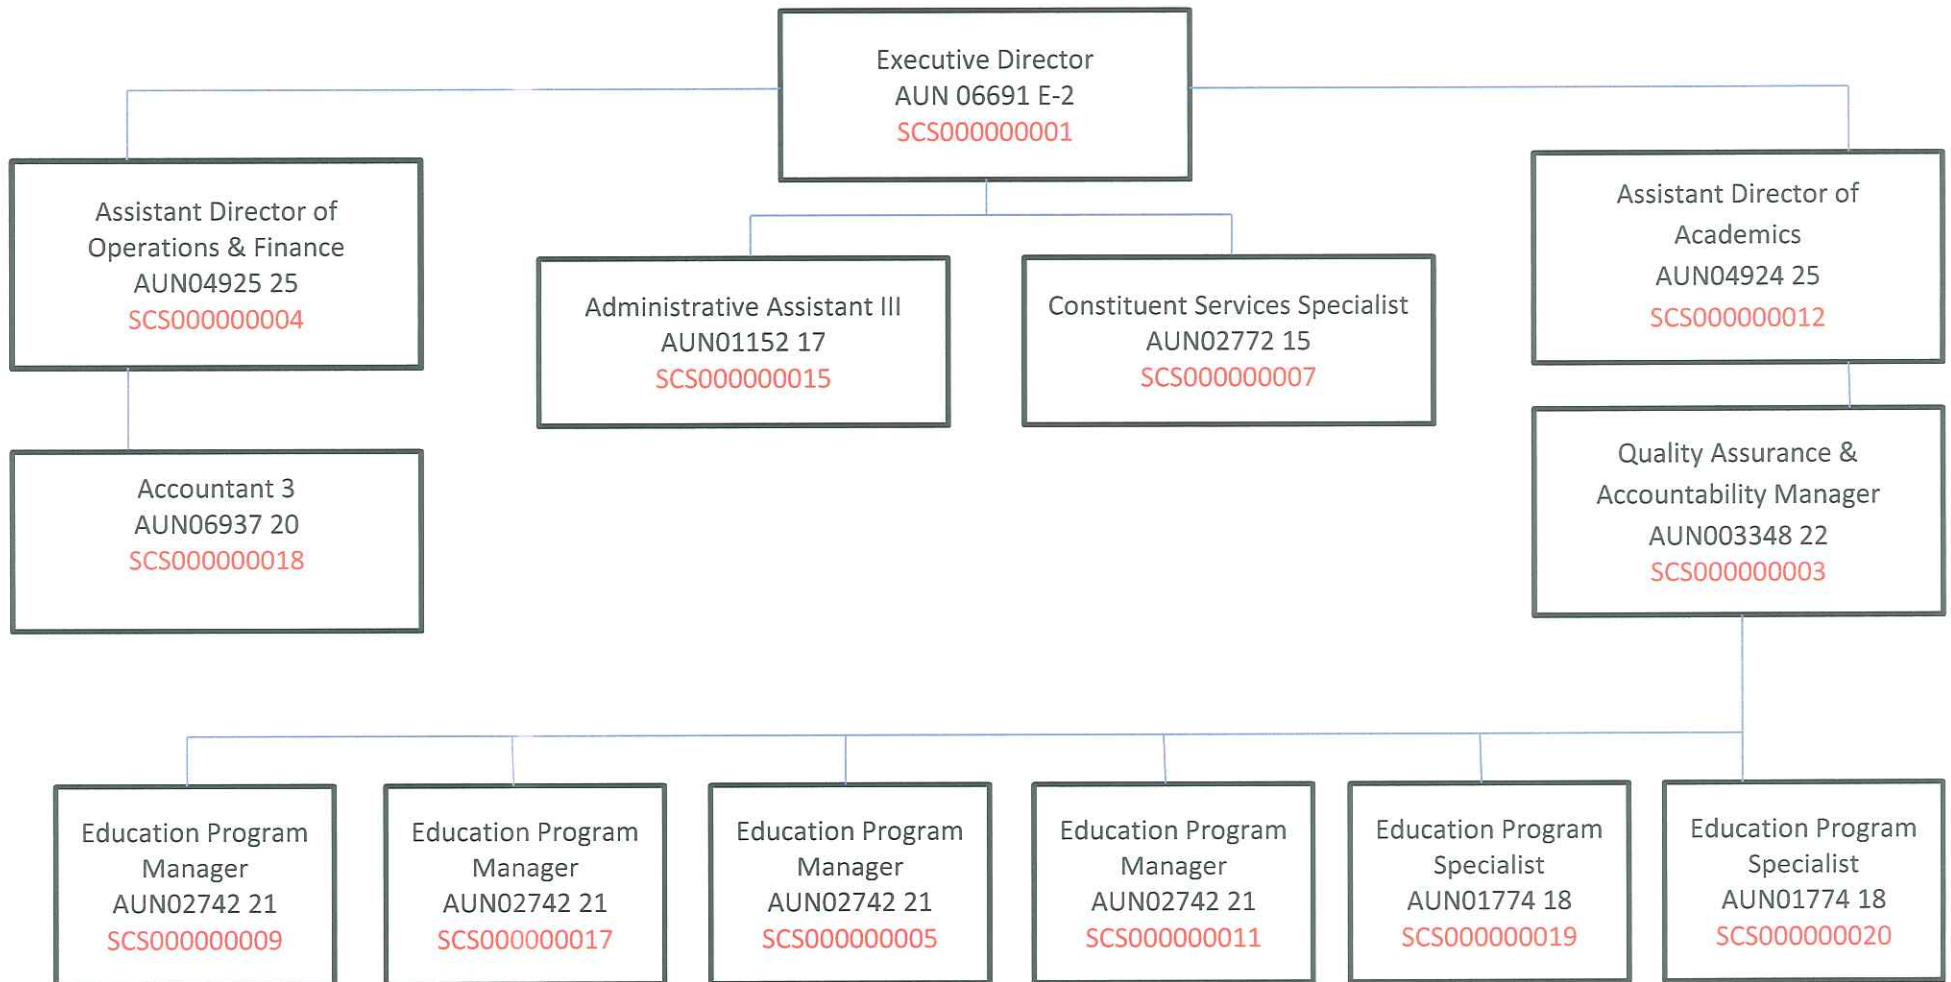 Executive Director
AUN 06691 E-2
SCS000000001
Assistant Director of
Operations & Finance
AUN04925 25
SCS000000004
Administrative Assistant III
AUN01152 17
SCS000000015
Constituent Services Specialist
AUN02772 15
SCS000000007
Assistant Director of
Academics
AUN04924 25
SCS000000012
Accountant 3
AUN06937 20
SCS000000018
Quality Assurance &
Accountability Manager
AUN003348 22
SCS000000003
Education Program
Manager
AUN02742 21
SCS000000009
Education Program
Manager
AUN02742 21
SCS000000017
Education Program
Manager
AUN02742 21
SCS000000005
Education Program
Manager
AUN02742 21
SCS000000011
Education Program
Specialist
AUN01774 18
SCS000000019
Education Program
Specialist
AUN01774 18
SCS000000020